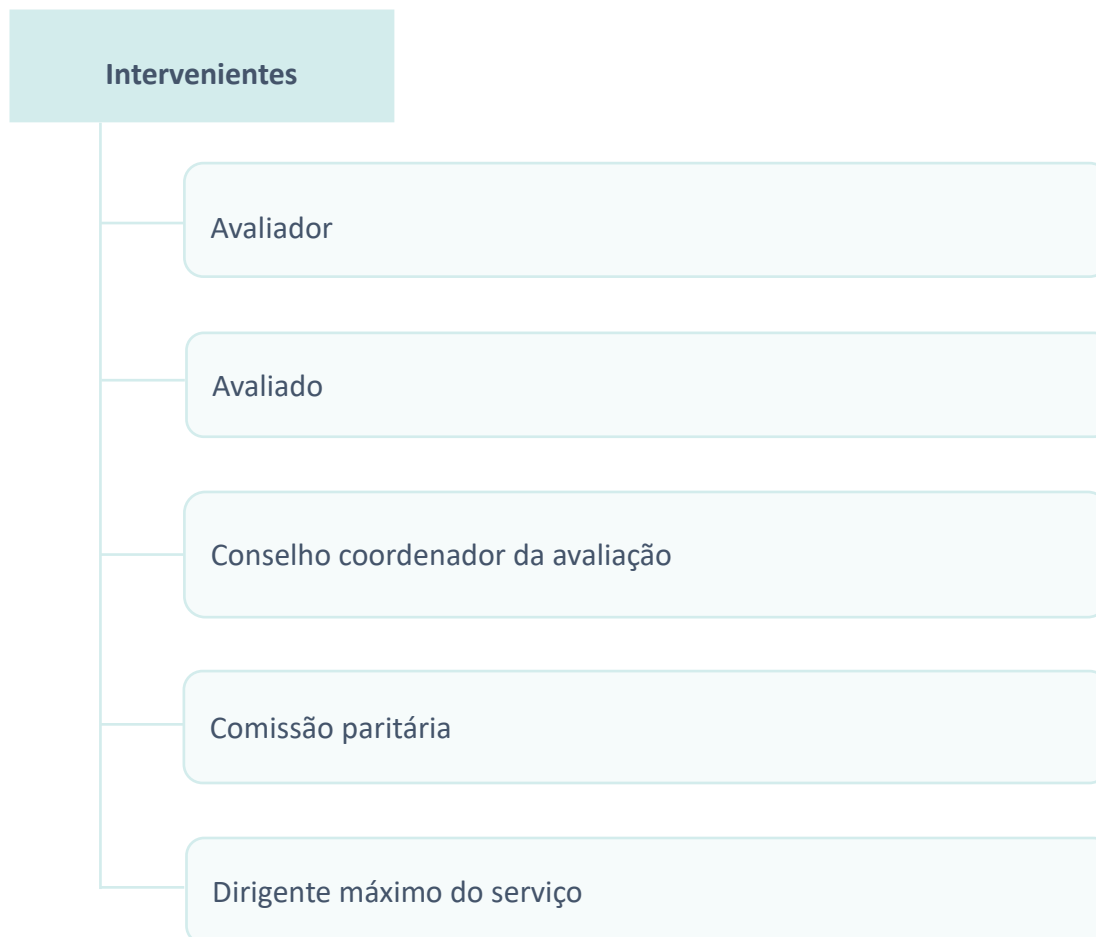 Intervenientes
Avaliador
Avaliado
Conselho coordenador da avaliação
Comissão paritária
Dirigente máximo do serviço